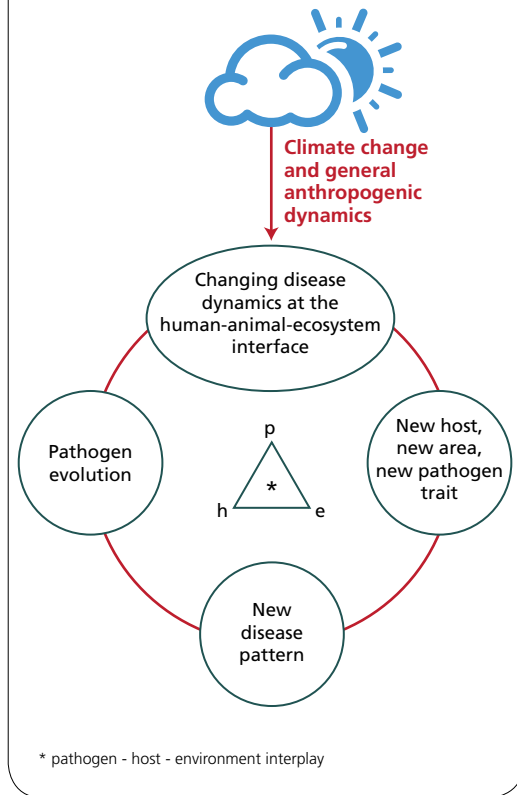 Climate change
and general
anthropogenic
dynamics
Changing disease
dynamics at the
human-animal-ecosystem
interface
Pathogen
evolution
New host,
new area,
new pathogen
trait
p
*
h e
New
disease
pattern
* pathogen - host - environment interplay